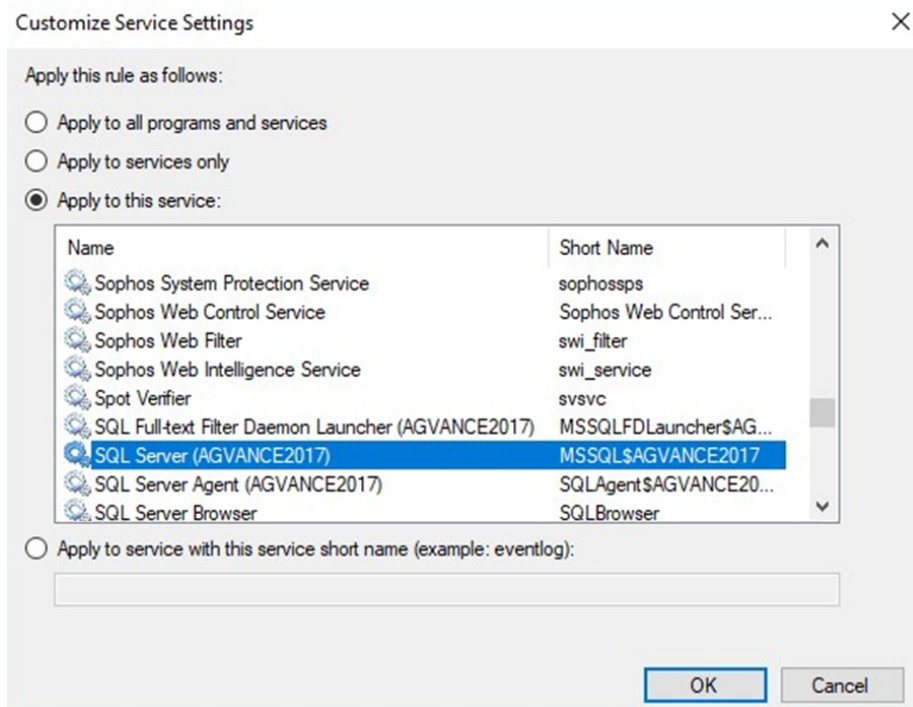 Customize Service Settings
Apply this rule as follows:
Apply to all programs and services
Apply to services only
Apply to this service:
Name Short Name
Sophos System Protection Service sophossps
Sophos Web Control Service Sophos Web Control Ser...
Sophos Web Filter swi_filter
Sophos Web Intelligence Service swi_service
Spot Verifier svsvc
SQL Full-text Filter Daemon Launcher (AGVANCE2017) MSSQLFDLauncher$AG...
SQL Server (AGVANCE2017) MSSQL$AGVANCE2017
SQL Server Agent (AGVANCE2017) SQLAgent$AGVANCE20...
SQL Server Browser SQLBrowser
Apply to service with this service short name (example: eventlog):
OK Cancel